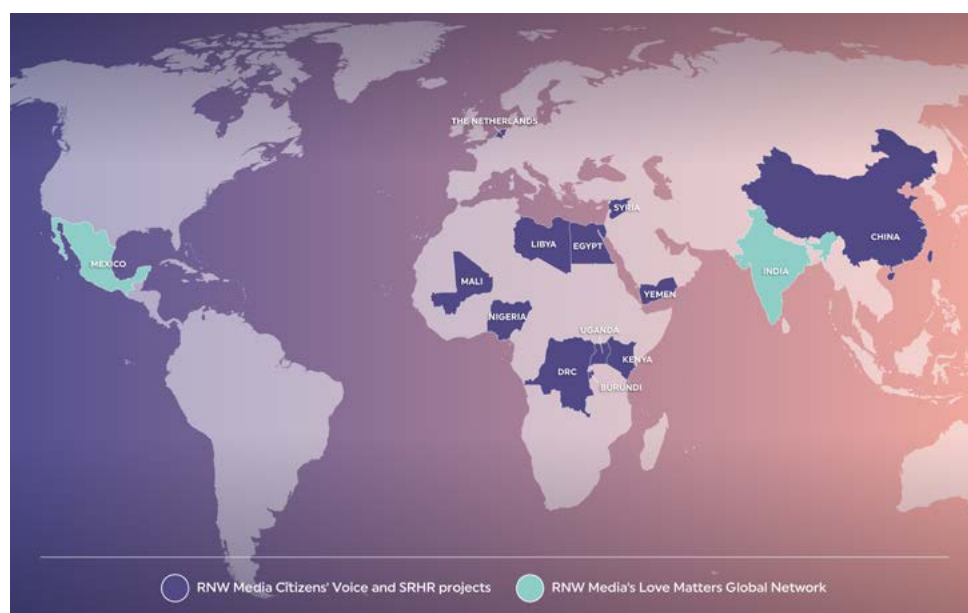 THE NETHERLANDS
SYRIA
LIBYA
EGYPT
CHINA
MEXICO
INDIA
MALI
YEMEN
NIGERIA
UGANDA
KENYA
DRC
BURUNDI
RNW Media Citizens' Voice and SRHR projects
RNW Media's Love Matters Global Network